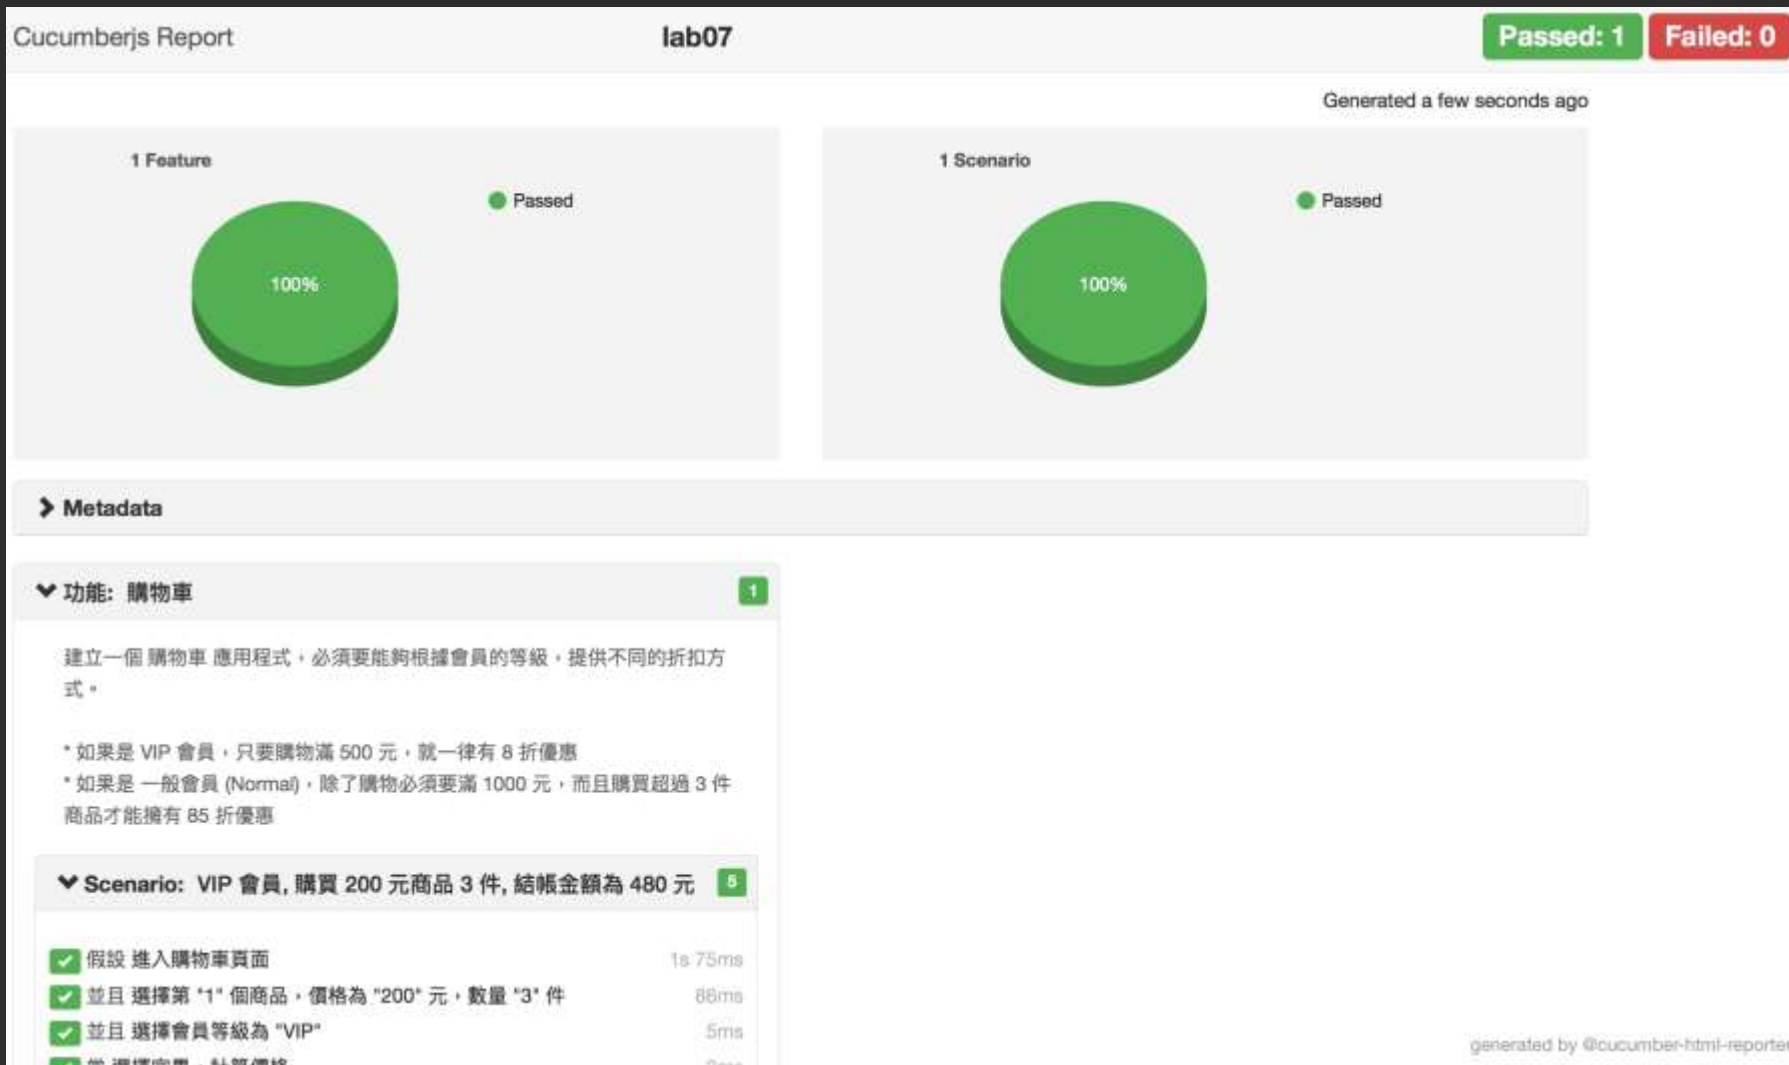 Cucumberjs Report
lab07
Passed: 1
Failed: 0
Generated a few seconds ago
1 Feature
Passed
100%
1 Scenario
Passed
100%
Metadata
功能: 購物車
1
建立一個 購物車 應用程式，必須要能夠根據會員的等級，提供不同的折扣方
式。
* 如果是 VIP 會員，只要購物滿 500 元，就一律有 8 折優惠
* 如果是 一般會員 (Normal)，除了購物必須要滿 1000 元，而且購買超過 3 件
商品才能擁有 85 折優惠
Scenario: VIP 會員, 購買 200 元商品 3 件, 結帳金額為 480 元
5
假設 進入購物車頁面
1s 75ms
並且 選擇第 "1" 個商品，價格為 "200" 元，數量 "3" 件
86ms
並且 選擇會員等級為 "VIP"
5ms
generated by @cucumber-html-reporter